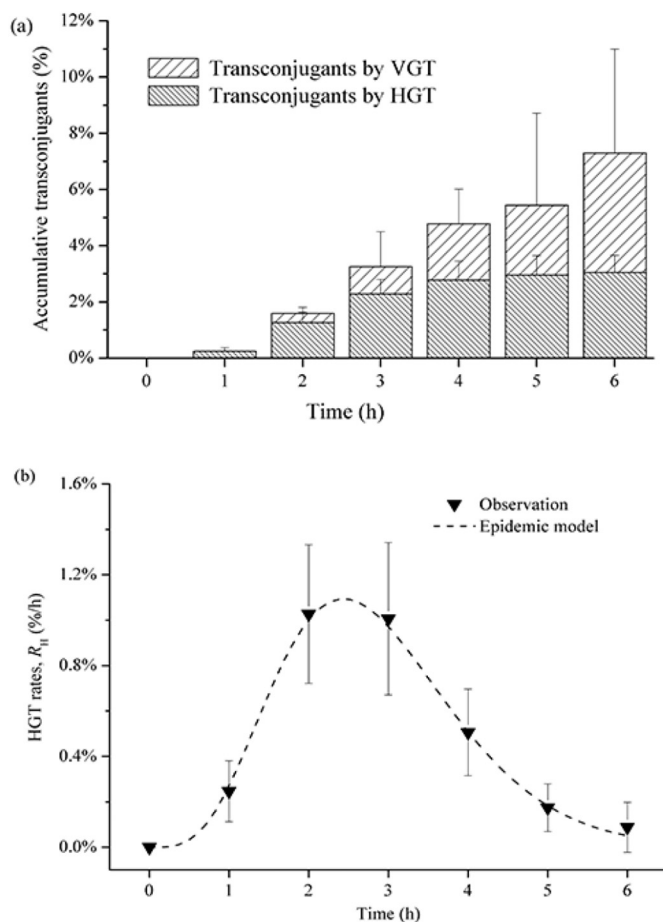 (a)
12%
12%
8%
6%
4%
2%
0%
Accumulative transconjugants (%)
Transconjugants by VGT
Transconjugants by HGT
0 1 2 3 4 5 6
Time (h)
(b)
1.6%
1.2%
0.8%
0.4%
0.0%
HGT rates, R_H (%/h)
Observation
Epidemic model
0 1 2 3 4 5 6
Time (h)